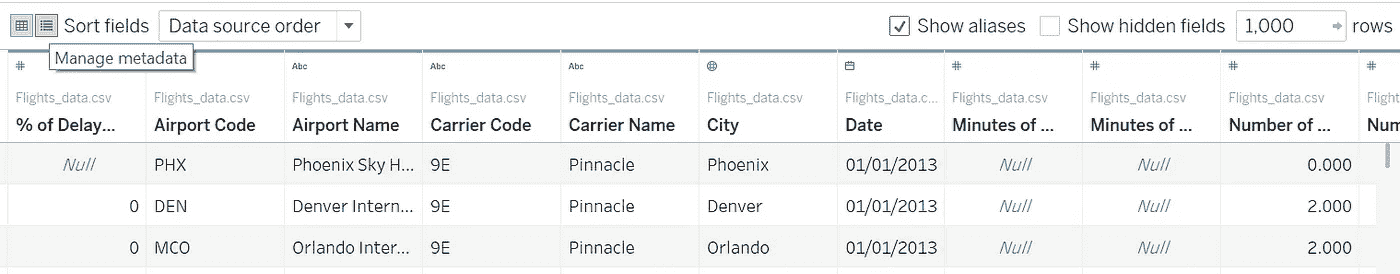 Sort fields Data source order Show aliases Show hidden fields 1,000 rows
Manage metadata
# Abc Abc Abc # # # #
Flights_data.csv Flights_data.csv Flights_data.csv Flights_data.csv Flights_data.csv Flights_data.csv Flights_data.c... Flights_data.csv Flights_data.csv Flights_data.csv Flight
% of Delay... Airport Code Airport Name Carrier Code Carrier Name City Date Minutes of ... Minutes of ... Number of ... Num
Null PHX Phoenix Sky H... 9E Pinnacle Phoenix 01/01/2013 Null Null 0.000
0 DEN Denver Intern... 9E Pinnacle Denver 01/01/2013 Null Null 2.000
0 MCO Orlando Inter... 9E Pinnacle Orlando 01/01/2013 Null Null 2.000